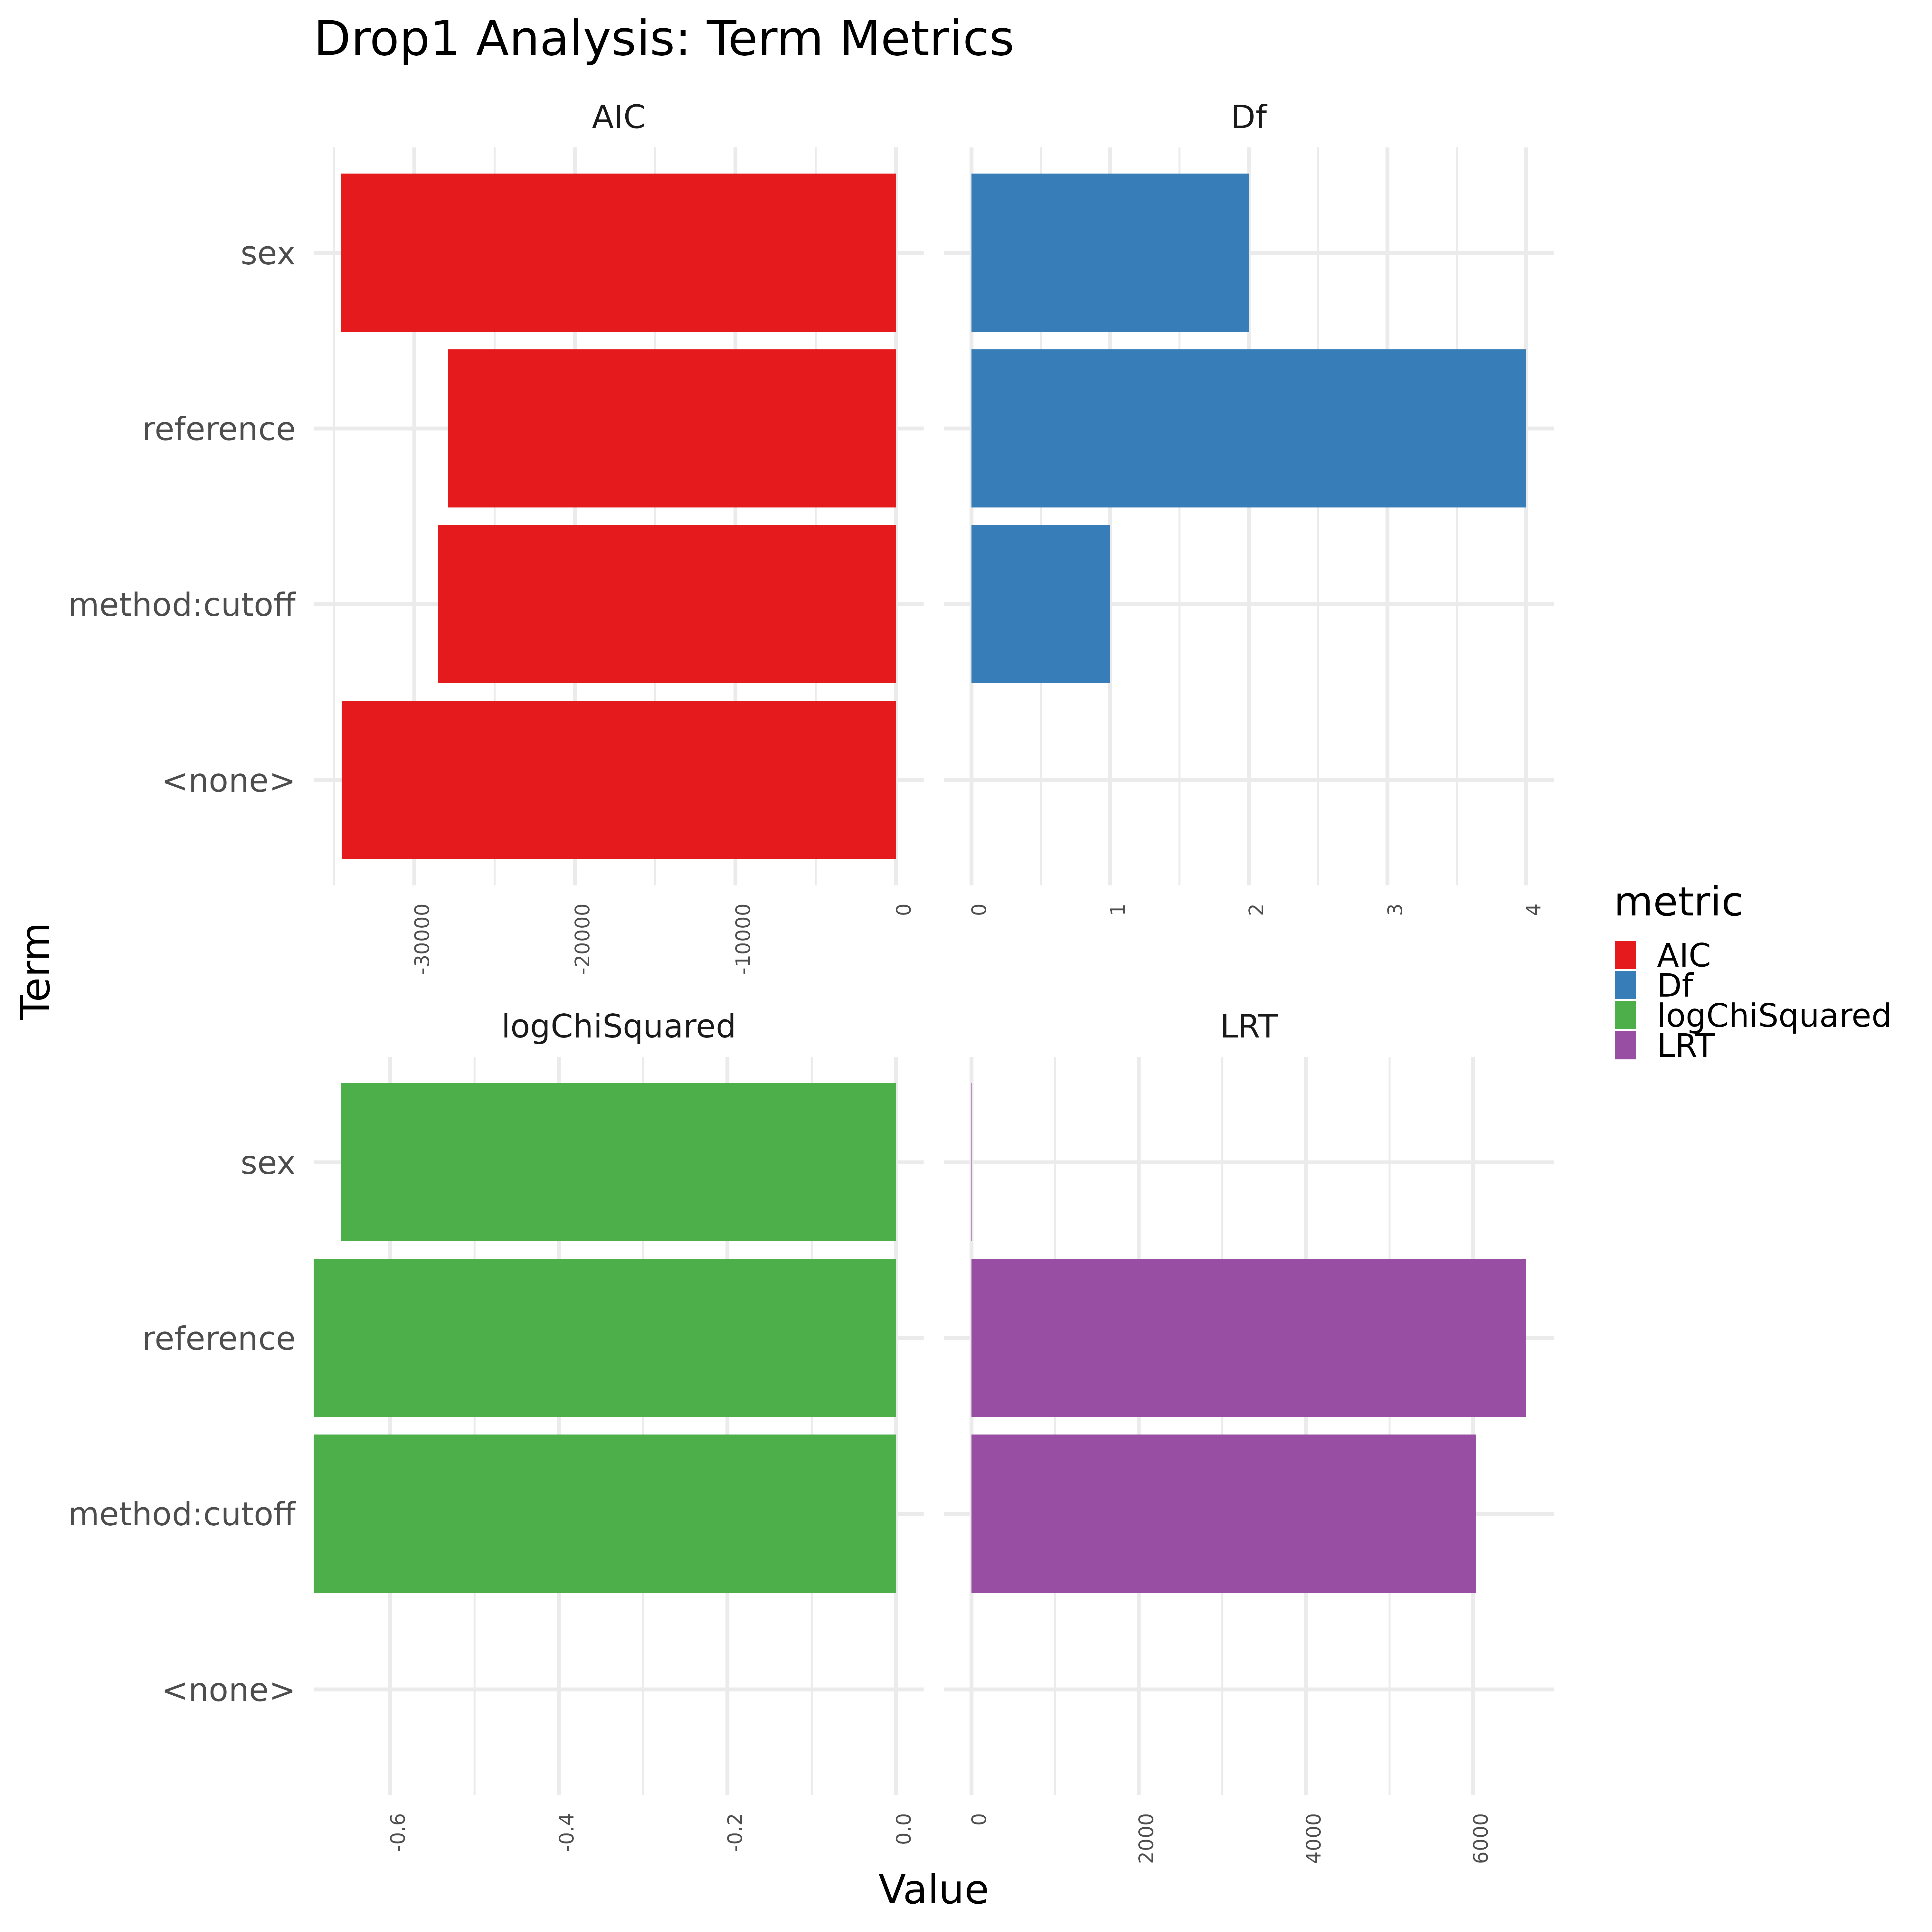 Drop1 Analysis: Term Metrics
AIC
Df
sex
reference
method:cutoff
<none>
-30000
-20000
-10000
0
0
1
2
3
4
Term
metric
AIC
Df
logChiSquared
LRT
logChiSquared
LRT
sex
reference
method:cutoff
<none>
-0.6
-0.4
-0.2
0.0
0
2000
4000
6000
Value